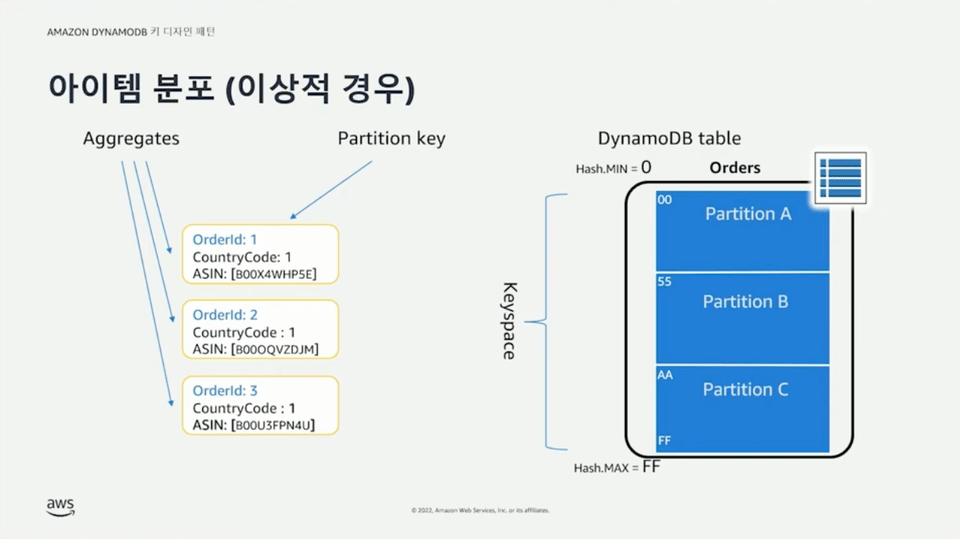 AMAZON DYNAMODB 키 디자인 패턴
아이템 분포 (이상적 경우)
Aggregates
Partition key
OrderId: 1
CountryCode: 1
ASIN: [B00X4WHP5E]
OrderId: 2
CountryCode : 1
ASIN: [B00OQVZDJM]
OrderId: 3
CountryCode : 1
ASIN: [B00U3FPN4U]
DynamoDB table
Hash.MIN = 0
Orders
Keyspace
00
Partition A
55
Partition B
AA
Partition C
FF
Hash.MAX = FF
aws
© 2022, Amazon Web Services, Inc. or its affiliates.